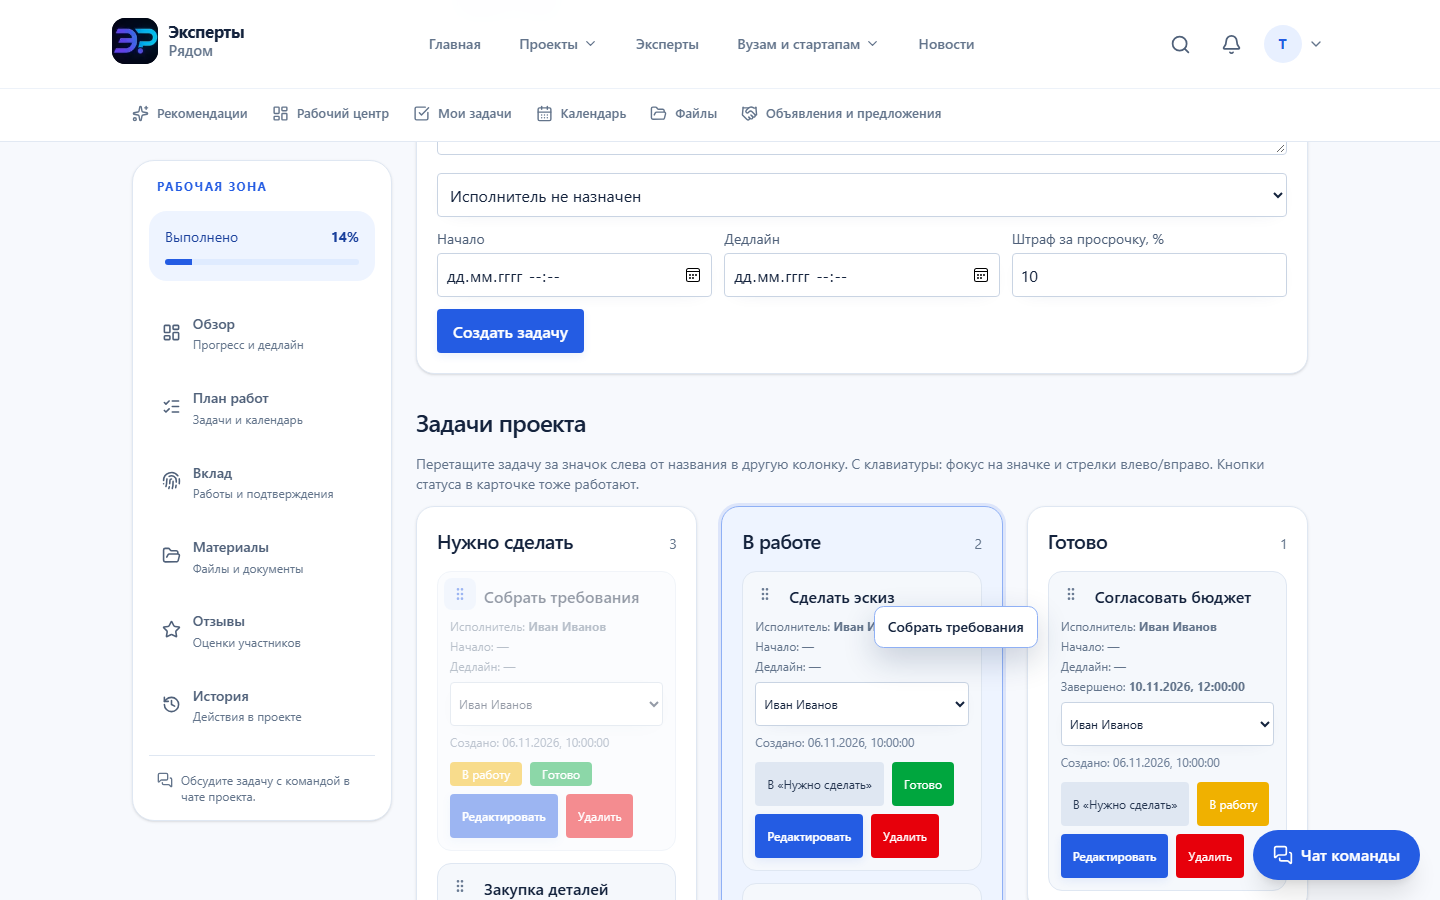 Эксперты
Рядом
Главная
Проекты
Эксперты
Вузам и стартапам
Новости
Т
Рекомендации
Рабочий центр
Мои задачи
Календарь
Файлы
Объявления и предложения
РАБОЧАЯ ЗОНА
Выполнено 14%
Обзор
Прогресс и дедлайн
План работ
Задачи и календарь
Вклад
Работы и подтверждения
Материалы
Файлы и документы
Отзывы
Оценки участников
История
Действия в проекте
Обсудите задачу с командой в
чате проекта.
Исполнитель не назначен
Начало
Дедлайн
Штраф за просрочку, %
дд.мм.гггг --:--
дд.мм.гггг --:--
10
Создать задачу
Задачи проекта
Перетащите задачу за значок слева от названия в другую колонку. С клавиатуры: фокус на значке и стрелки влево/вправо. Кнопки
статуса в карточке тоже работают.
Нужно сделать 3
Собрать требования
Исполнитель: Иван Иванов
Начало: —
Дедлайн: —
Иван Иванов
Создано: 06.11.2026, 10:00:00
В работу
Готово
Редактировать
Удалить
Закупка деталей
В работе 2
Сделать эскиз
Исполнитель: Иван И
Собрать требования
Начало: —
Дедлайн: —
Иван Иванов
Создано: 06.11.2026, 10:00:00
В «Нужно сделать»
Готово
Редактировать
Удалить
Готово 1
Согласовать бюджет
Исполнитель: Иван Иванов
Начало: —
Дедлайн: —
Завершено: 10.11.2026, 12:00:00
Иван Иванов
Создано: 06.11.2026, 10:00:00
В «Нужно сделать»
В работу
Редактировать
Удалить
Чат команды